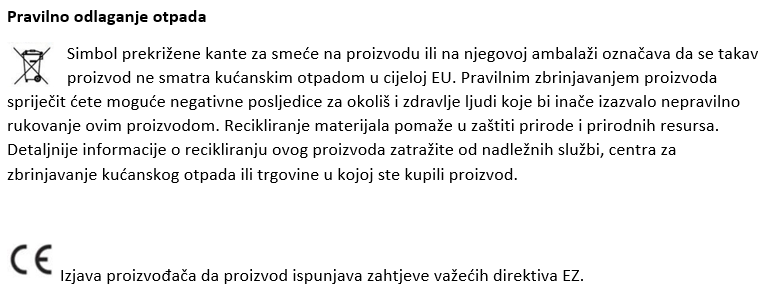 Pravilno odlaganje otpada
Simbol prekrižene kante za smeće na proizvodu ili na njegovoj ambalaži označava da se takav
proizvod ne smatra kućanskim otpadom u cijeloj EU. Pravilnim zbrinjavanjem proizvoda
spriječit ćete moguće negativne posljedice za okoliš i zdravlje ljudi koje bi inače izazvalo nepravilno
rukovanje ovim proizvodom. Recikliranje materijala pomaže u zaštiti prirode i prirodnih resursa.
Detaljnije informacije o recikliranju ovog proizvoda zatražite od nadležnih službi, centra za
zbrinjavanje kućanskog otpada ili trgovine u kojoj ste kupili proizvod.
CE Izjava proizvođača da proizvod ispunjava zahtjeve važećih direktiva EZ.